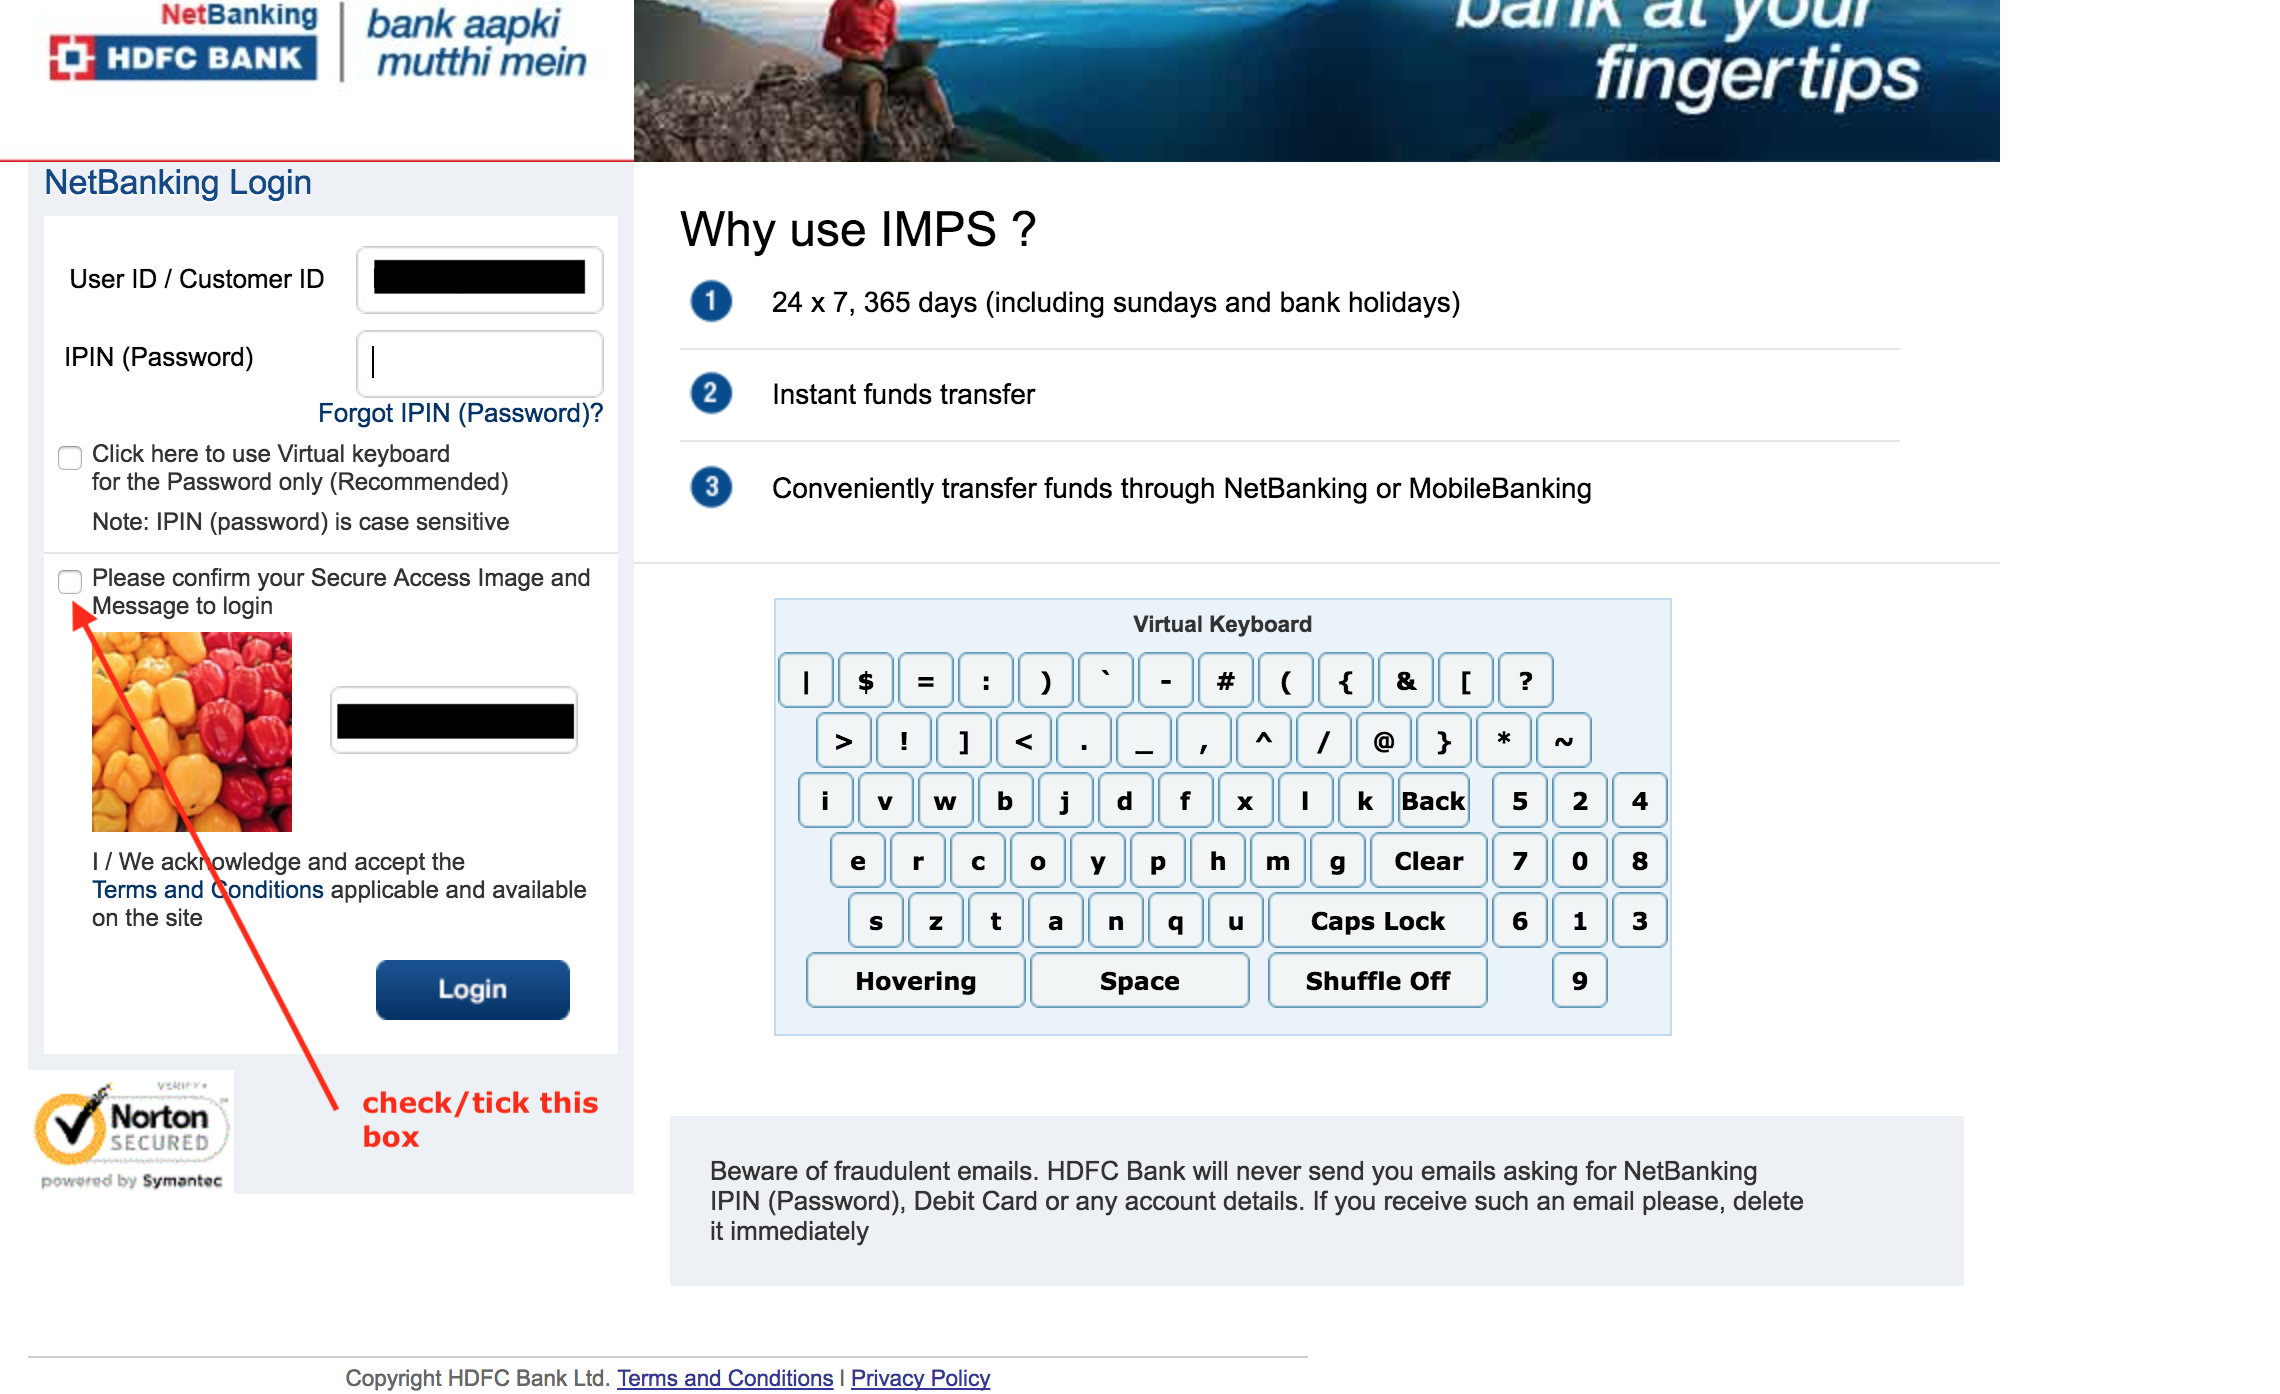 NetBanking
HDFC BANK
bank aapki
mutthi mein
bank at your
fingertips
NetBanking Login
User ID / Customer ID
IPIN (Password)
Forgot IPIN (Password)?
Click here to use Virtual keyboard
for the Password only (Recommended)
Note: IPIN (password) is case sensitive
Please confirm your Secure Access Image and
Message to login
I / We acknowledge and accept the
Terms and Conditions applicable and available
on the site
Login
VERIFY
Norton
SECURED
powered by Symantec
check/tick this
box
Why use IMPS ?
1 24 x 7, 365 days (including sundays and bank holidays)
2 Instant funds transfer
3 Conveniently transfer funds through NetBanking or MobileBanking
Virtual Keyboard
| $ = : ) ` - # ( { & [ ?
> ! ] < . _ , ^ / @ } * ~
i v w b j d f x l k Back 5 2 4
e r c o y p h m g Clear 7 0 8
s z t a n q u Caps Lock 6 1 3
Hovering Space Shuffle Off 9
Beware of fraudulent emails. HDFC Bank will never send you emails asking for NetBanking
IPIN (Password), Debit Card or any account details. If you receive such an email please, delete
it immediately
Copyright HDFC Bank Ltd. Terms and Conditions | Privacy Policy